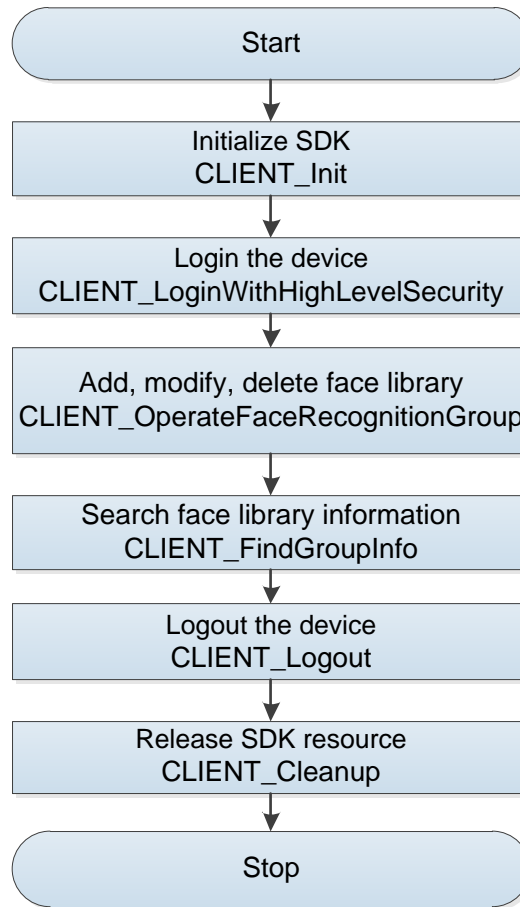 Start
Initialize SDK
CLIENT_Init
Login the device
CLIENT_LoginWithHighLevelSecurity
Add, modify, delete face library
CLIENT_OperateFaceRecognitionGroup
Search face library information
CLIENT_FindGroupInfo
Logout the device
CLIENT_Logout
Release SDK resource
CLIENT_Cleanup
Stop